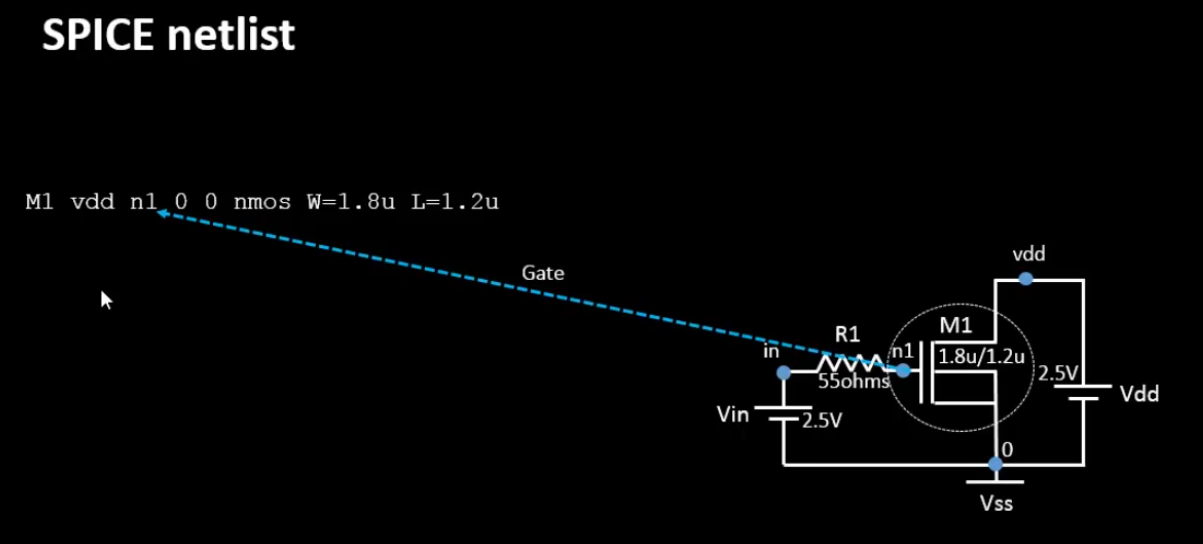 SPICE netlist
M1 vdd n1 0 0 nmos W=1.8u L=1.2u
Gate
vdd
R1
M1
in
n1
1.8u/1.2u
55ohms
2.5V
Vdd
Vin
2.5V
0
Vss